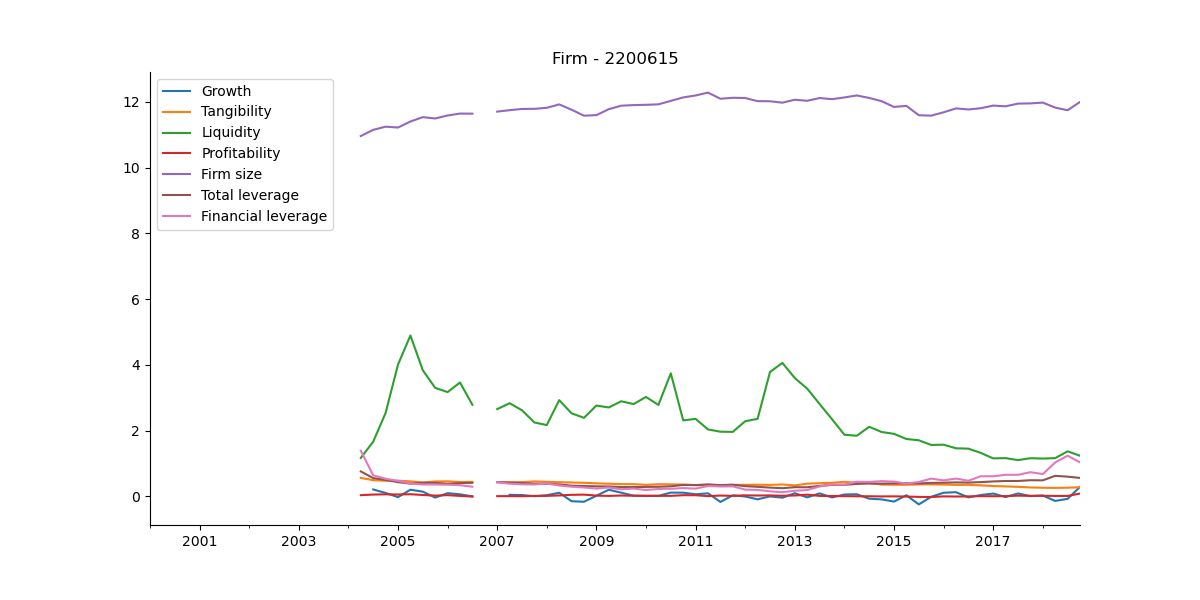 Firm - 2200615
Growth
Tangibility
Liquidity
Profitability
Firm size
Total leverage
Financial leverage
12
10
8
6
4
2
0
2001 2003 2005 2007 2009 2011 2013 2015 2017